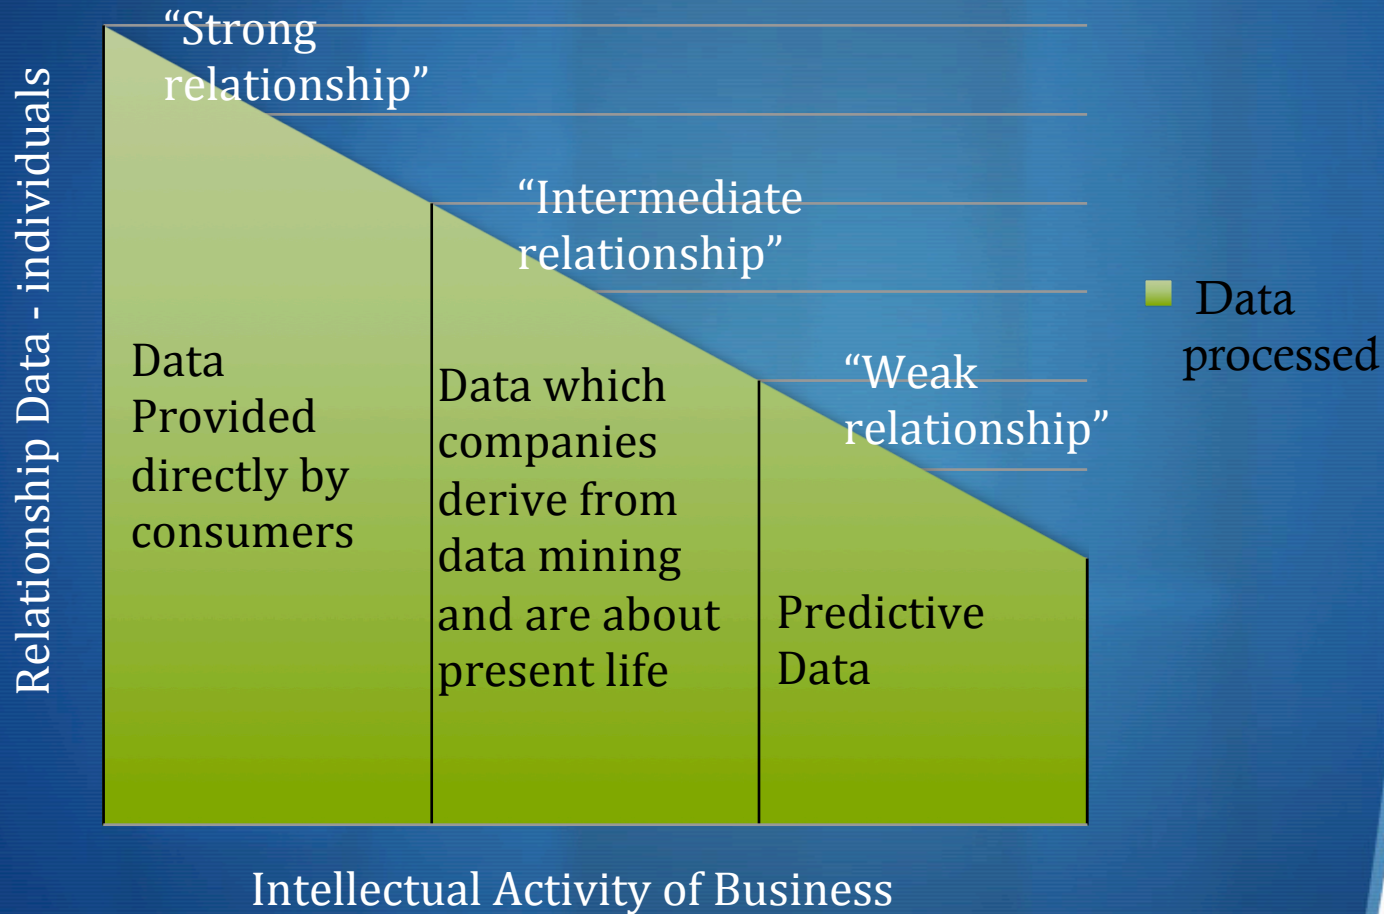 “Strong
relationship”
“Intermediate
relationship”
“Weak
relationship”
Relationship Data - individuals
Data
Provided
directly by
consumers
Data which
companies
derive from
data mining
and are about
present life
Predictive
Data
Data
processed
Intellectual Activity of Business